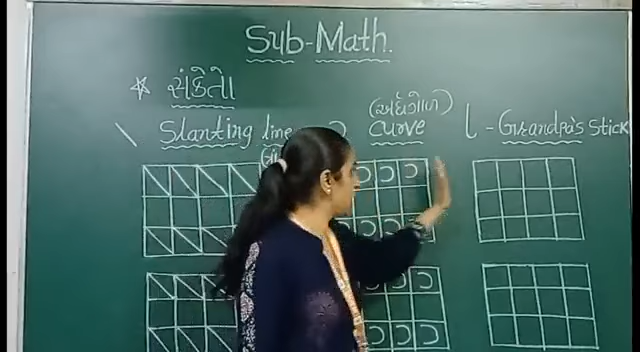 Sub-Math.
☆ સંકેતો
(અર્ધગોળ)
\ Slanting line
Curve
l - Grandpa's Stick